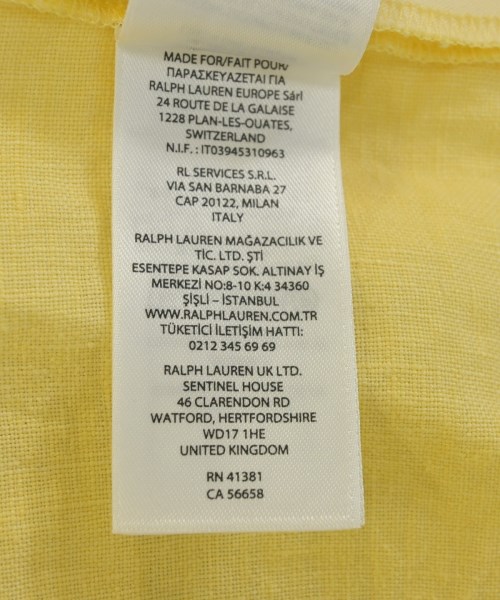 MADE FOR/FAIT POUR/
ΠΑΡΑΣΚΕΥΑΖΕΤΑΙ ΓΙΑ
RALPH LAUREN EUROPE Sárl
24 ROUTE DE LA GALAISE
1228 PLAN-LES-OUATES,
SWITZERLAND
N.I.F. : IT03945310963
RL SERVICES S.R.L.
VIA SAN BARNABA 27
CAP 20122, MILAN
ITALY
RALPH LAUREN MAĞAZACILIK VE
TİC. LTD. ŞTİ
ESENTEPE KASAP SOK. ALTINAY İŞ
MERKEZİ NO:8-10 K:4 34360
ŞİŞLİ – İSTANBUL
WWW.RALPHLAUREN.COM.TR
TÜKETİCİ İLETİŞİM HATTI:
0212 345 69 69
RALPH LAUREN UK LTD.
SENTINEL HOUSE
46 CLARENDON RD
WATFORD, HERTFORDSHIRE
WD17 1HE
UNITED KINGDOM
RN 41381
CA 56658